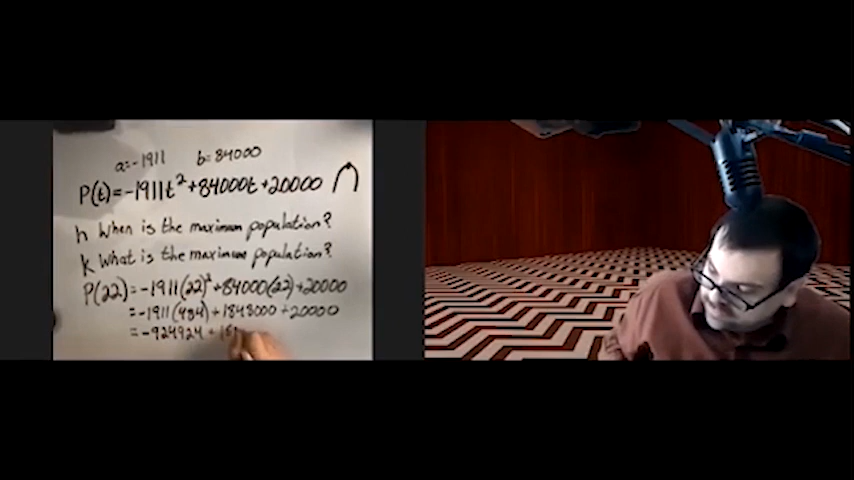 a=-1911 b=84000
P(t)=-1911t²+84000t+20000
h When is the maximum population?
k What is the maximum population?
P(22)=-1911(22)²+84000(22)+20000
=-1911(484)+1848000+20000
=-924924+18